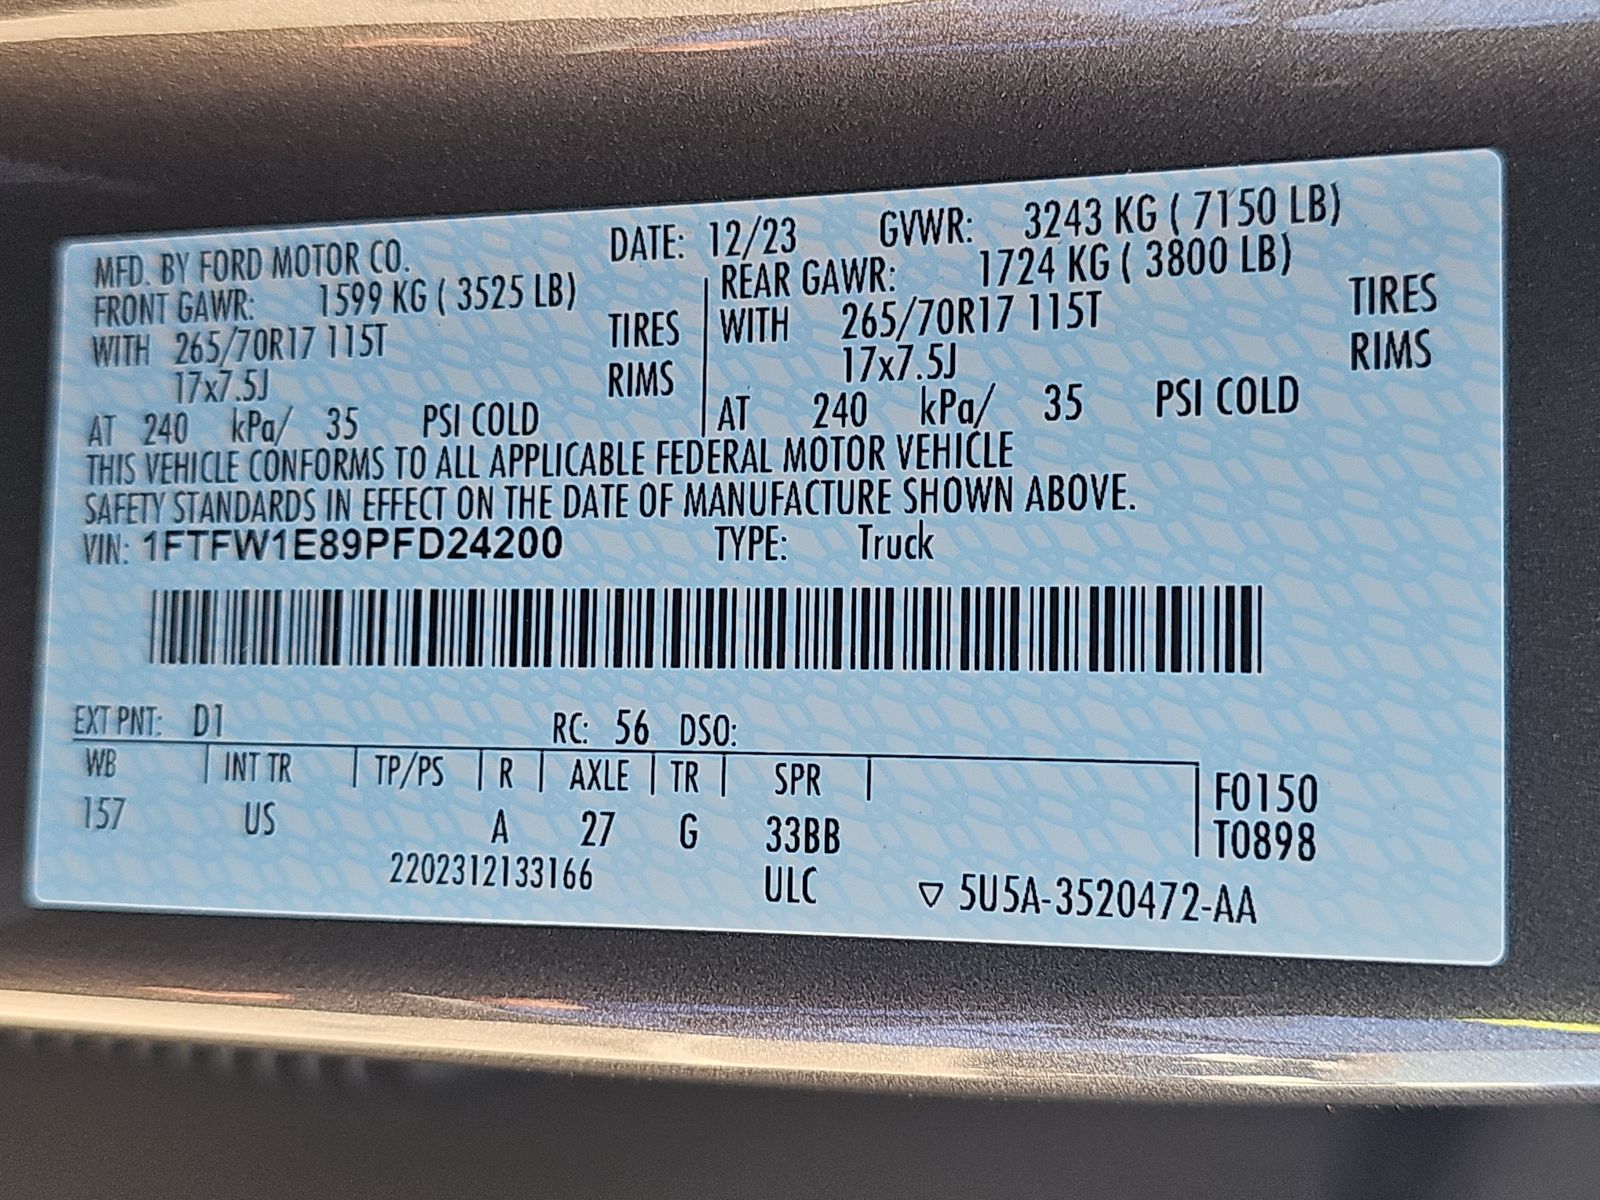 MFD. BY FORD MOTOR CO. DATE: 12/23 GVWR: 3243 KG ( 7150 LB)
FRONT GAWR: 1599 KG ( 3525 LB) REAR GAWR: 1724 KG ( 3800 LB)
WITH 265/70R17 115T TIRES WITH 265/70R17 115T TIRES
17x7.5J RIMS 17x7.5J RIMS
AT 240 kPa/ 35 PSI COLD AT 240 kPa/ 35 PSI COLD
THIS VEHICLE CONFORMS TO ALL APPLICABLE FEDERAL MOTOR VEHICLE
SAFETY STANDARDS IN EFFECT ON THE DATE OF MANUFACTURE SHOWN ABOVE.
VIN: 1FTFW1E89PFD24200 TYPE: Truck
EXT PNT: D1 RC: 56 DSO:
WB INT TR TP/PS R AXLE TR SPR F0150
157 US A 27 G 33BB T0898
2202312133166 ULC ▽ 5U5A-3520472-AA